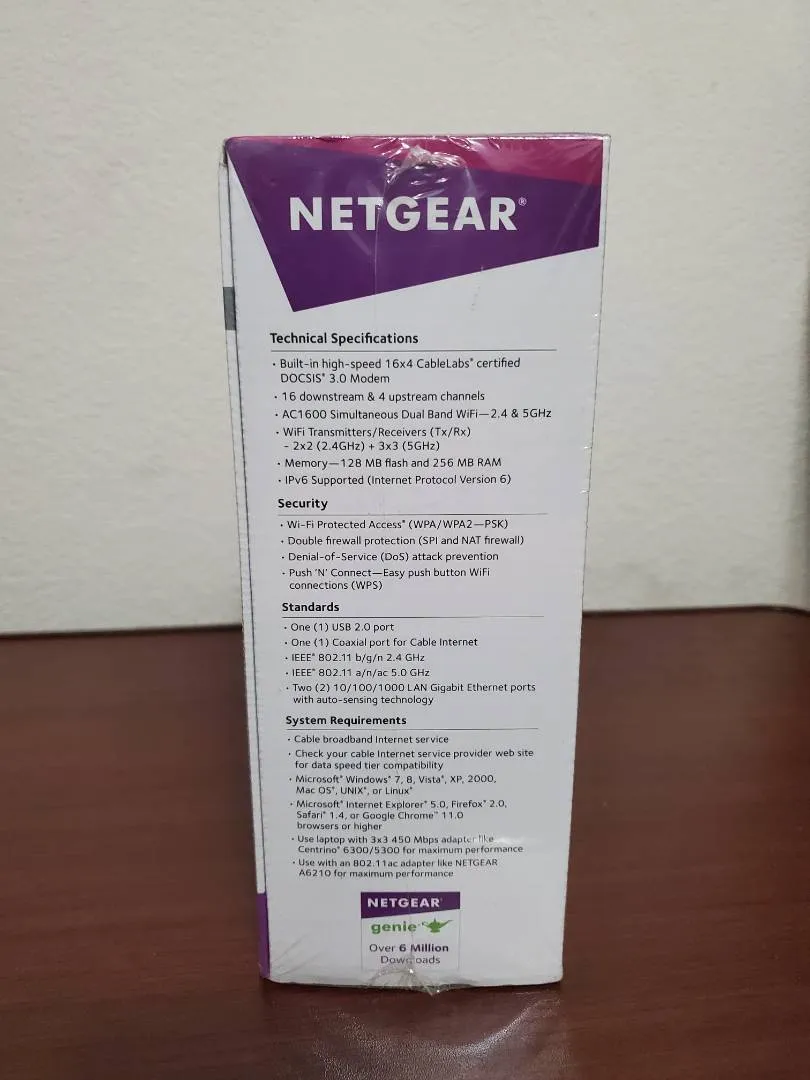 NETGEAR®
Technical Specifications
• Built-in high-speed 16x4 CableLabs® certified
DOCSIS® 3.0 Modem
• 16 downstream & 4 upstream channels
• AC1600 Simultaneous Dual Band WiFi—2.4 & 5GHz
• WiFi Transmitters/Receivers (Tx/Rx)
- 2x2 (2.4GHz) + 3x3 (5GHz)
• Memory—128 MB flash and 256 MB RAM
• IPv6 Supported (Internet Protocol Version 6)
Security
• Wi-Fi Protected Access® (WPA/WPA2—PSK)
• Double firewall protection (SPI and NAT firewall)
• Denial-of-Service (DoS) attack prevention
• Push 'N' Connect—Easy push button WiFi
connections (WPS)
Standards
• One (1) USB 2.0 port
• One (1) Coaxial port for Cable Internet
• IEEE® 802.11 b/g/n 2.4 GHz
• IEEE® 802.11 a/n/ac 5.0 GHz
• Two (2) 10/100/1000 LAN Gigabit Ethernet ports
with auto-sensing technology
System Requirements
• Cable broadband Internet service
• Check your cable Internet service provider web site
for data speed tier compatibility
• Microsoft® Windows® 7, 8, Vista®, XP, 2000,
Mac OS®, UNIX®, or Linux®
• Microsoft® Internet Explorer® 5.0, Firefox® 2.0,
Safari® 1.4, or Google Chrome™ 11.0
browsers or higher
• Use laptop with 3x3 450 Mbps adapter like
Centrino® 6300/5300 for maximum performance
• Use with an 802.11ac adapter like NETGEAR
A6210 for maximum performance
NETGEAR®
genie®
Over 6 Million
Downloads